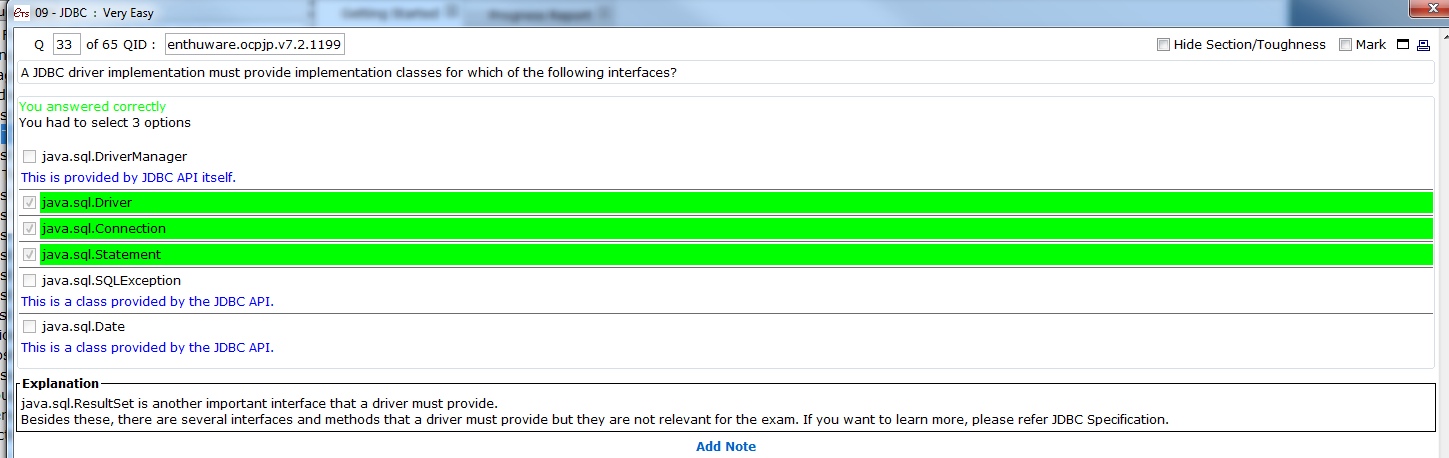 ETS 09 - JDBC : Very Easy
Getting Started
Progress Report
Q 33 of 65 QID : enthuware.ocpjp.v7.2.1199
Hide Section/Toughness Mark
A JDBC driver implementation must provide implementation classes for which of the following interfaces?
You answered correctly
You had to select 3 options
java.sql.DriverManager
This is provided by JDBC API itself.
java.sql.Driver
java.sql.Connection
java.sql.Statement
java.sql.SQLException
This is a class provided by the JDBC API.
java.sql.Date
This is a class provided by the JDBC API.
Explanation
java.sql.ResultSet is another important interface that a driver must provide.
Besides these, there are several interfaces and methods that a driver must provide but they are not relevant for the exam. If you want to learn more, please refer JDBC Specification.
Add Note